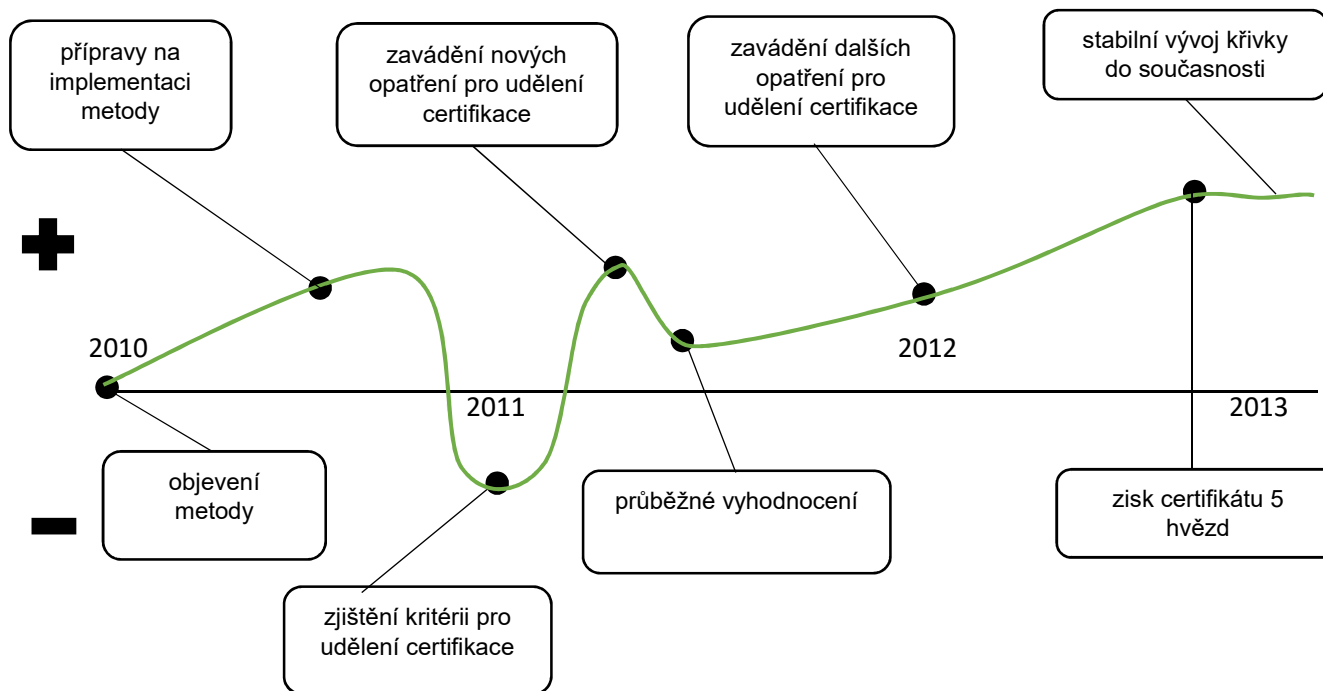 přípravy na
implementaci
metody
zavádění nových
opatření pro udělení
certifikace
zavádění dalších
opatření pro
udělení certifikace
stabilní vývoj křivky
do současnosti
2010
2011
2012
2013
objevení
metody
zjištění kritérii pro
udělení certifikace
průběžné vyhodnocení
zisk certifikátu 5
hvězd